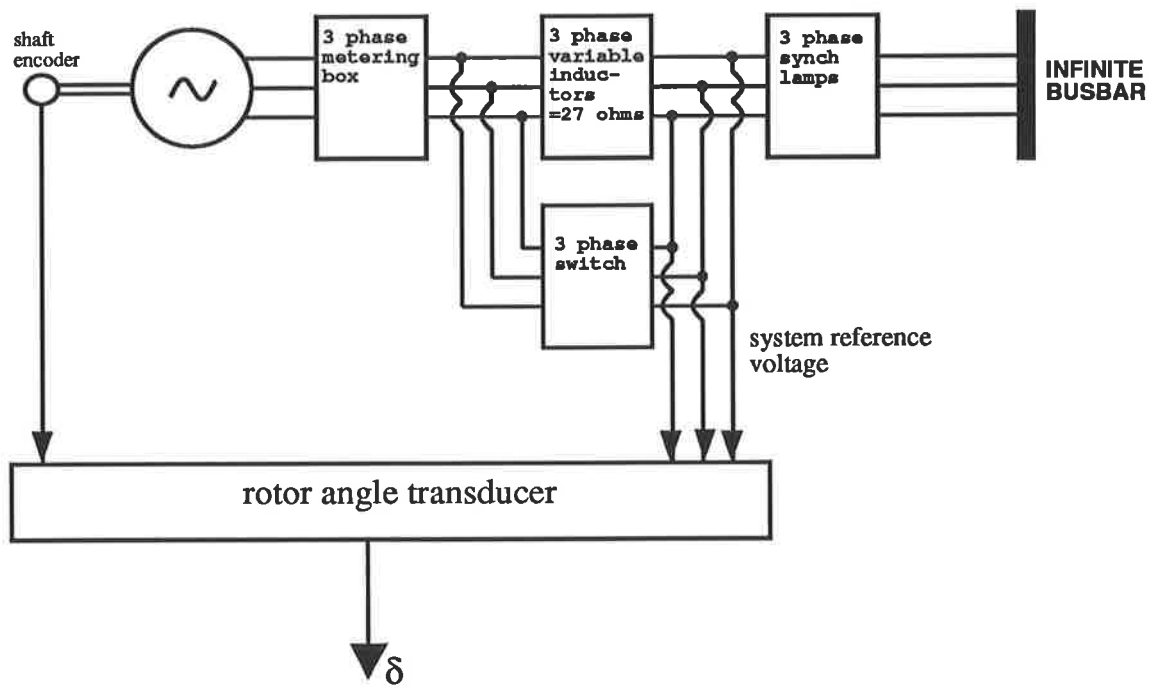 shaft
encoder
3 phase
metering
box
3 phase
variable
induc-
tors
=27 ohms
3 phase
synch
lamps
INFINITE
BUSBAR
3 phase
switch
system reference
voltage
rotor angle transducer
δ